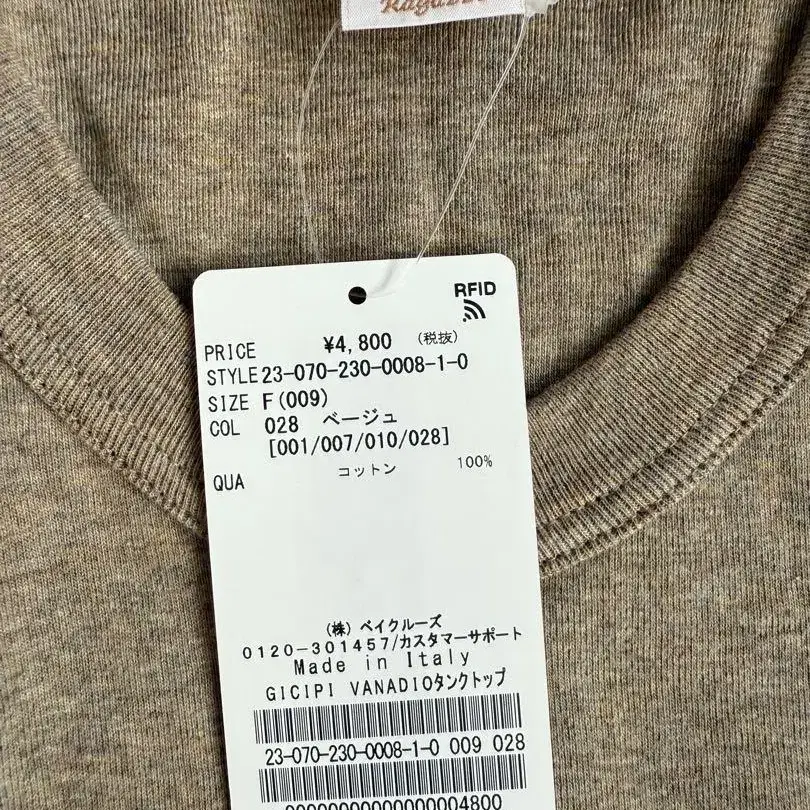 Ragazze
RFID
PRICE ¥4,800 (税抜)
STYLE 23-070-230-0008-1-0
SIZE F(009)
COL 028 ベージュ
[001/007/010/028]
QUA コットン 100%
(株) ベイクルーズ
0120-301457/カスタマーサポート
Made in Italy
GICIPI VANADIOタンクトップ
23-070-230-0008-1-0 009 028